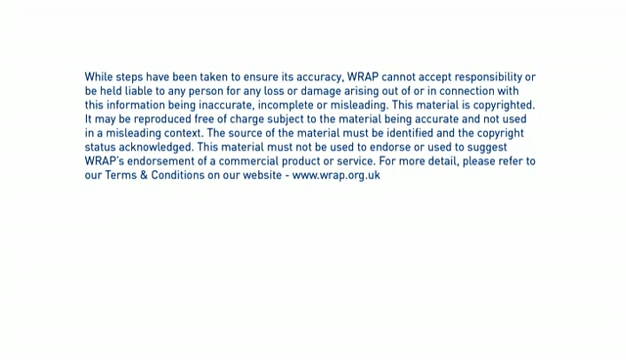 While steps have been taken to ensure its accuracy, WRAP cannot accept responsibility or
be held liable to any person for any loss or damage arising out of or in connection with
this information being inaccurate, incomplete or misleading. This material is copyrighted.
It may be reproduced free of charge subject to the material being accurate and not used
in a misleading context. The source of the material must be identified and the copyright
status acknowledged. This material must not be used to endorse or used to suggest
WRAP's endorsement of a commercial product or service. For more detail, please refer to
our Terms & Conditions on our website - www.wrap.org.uk